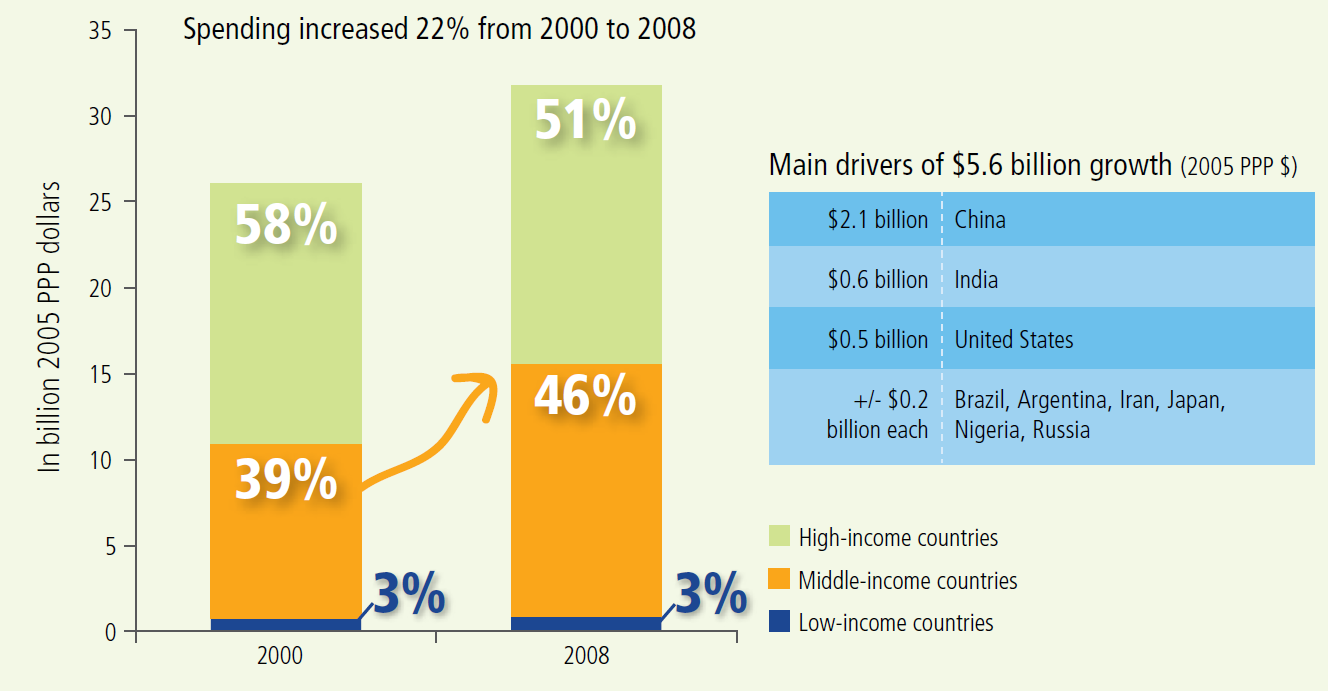 Spending increased 22% from 2000 to 2008
In billion 2005 PPP dollars
35
30
25
20
15
10
5
0
58%
39%
3%
51%
46%
3%
2000
2008
Main drivers of $5.6 billion growth (2005 PPP $)
$2.1 billion China
$0.6 billion India
$0.5 billion United States
+/- $0.2 Brazil, Argentina, Iran, Japan,
billion each Nigeria, Russia
High-income countries
Middle-income countries
Low-income countries